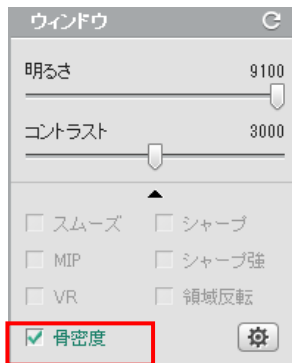 ウィンドウ
明るさ 9100
コントラスト 3000
スムーズ シャープ
MIP シャープ強
VR 領域反転
骨密度